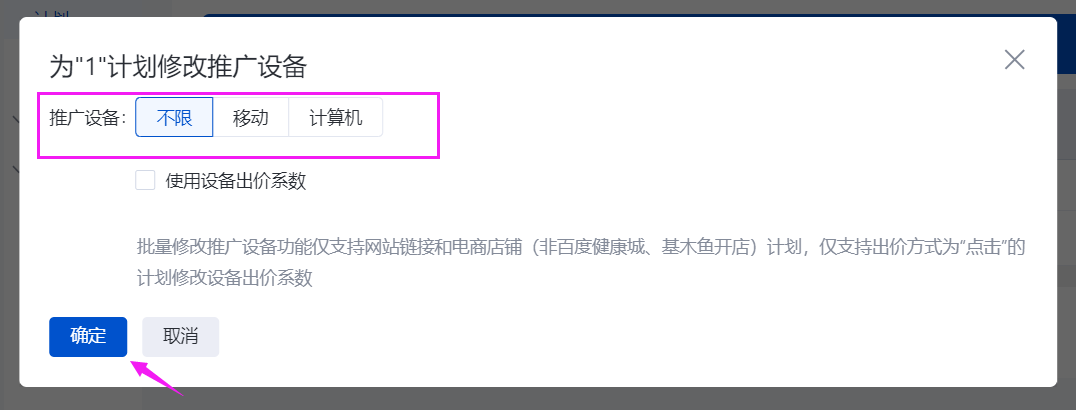 计划
为"1"计划修改推广设备
推广设备： 不限 移动 计算机
使用设备出价系数
批量修改推广设备功能仅支持网站链接和电商店铺（非百度健康城、基木鱼开店）计划，仅支持出价方式为“点击”的
计划修改设备出价系数
确定 取消